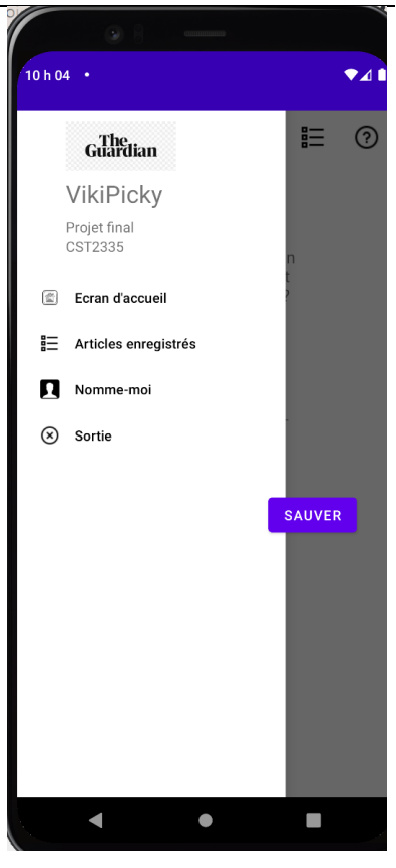 10 h 04
The
Guardian
VikiPicky
Projet final
CST2335
Ecran d'accueil
Articles enregistrés
Nomme-moi
Sortie
n
t
?
SAUVER